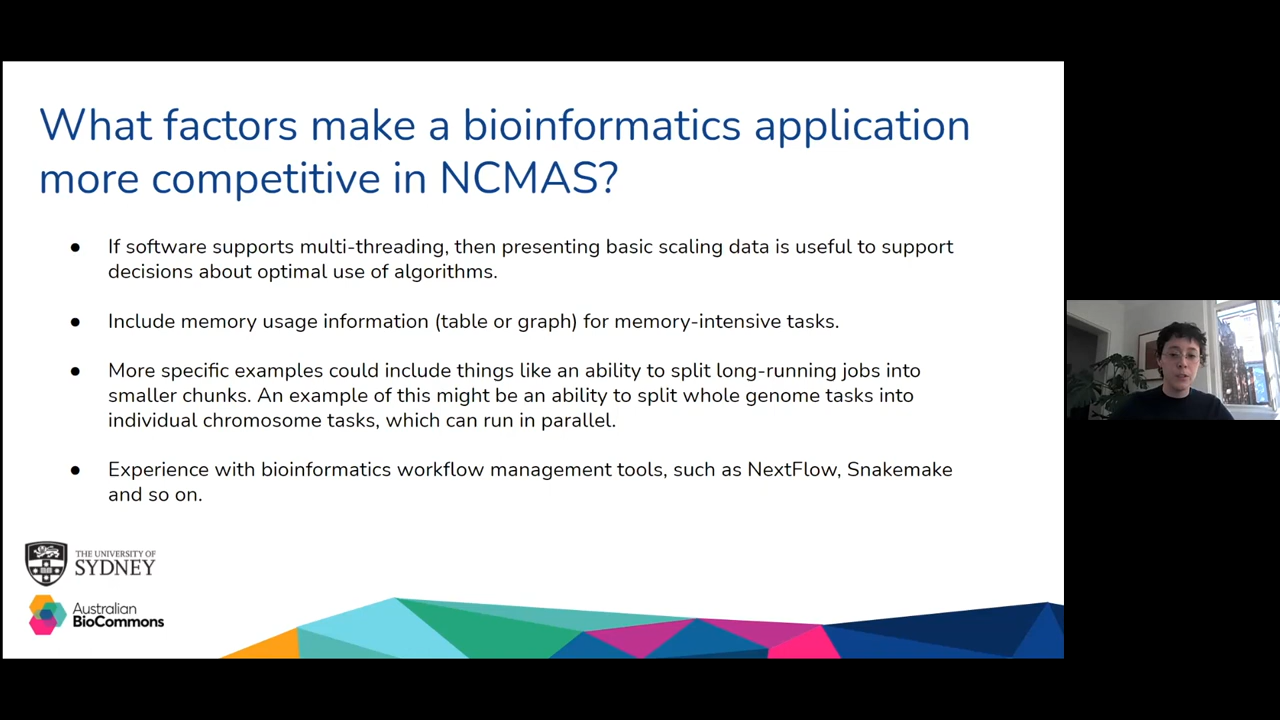 What factors make a bioinformatics application
more competitive in NCMAS?
● If software supports multi-threading, then presenting basic scaling data is useful to support
decisions about optimal use of algorithms.
● Include memory usage information (table or graph) for memory-intensive tasks.
● More specific examples could include things like an ability to split long-running jobs into
smaller chunks. An example of this might be an ability to split whole genome tasks into
individual chromosome tasks, which can run in parallel.
● Experience with bioinformatics workflow management tools, such as NextFlow, Snakemake
and so on.
THE UNIVERSITY OF
SYDNEY
Australian
BioCommons